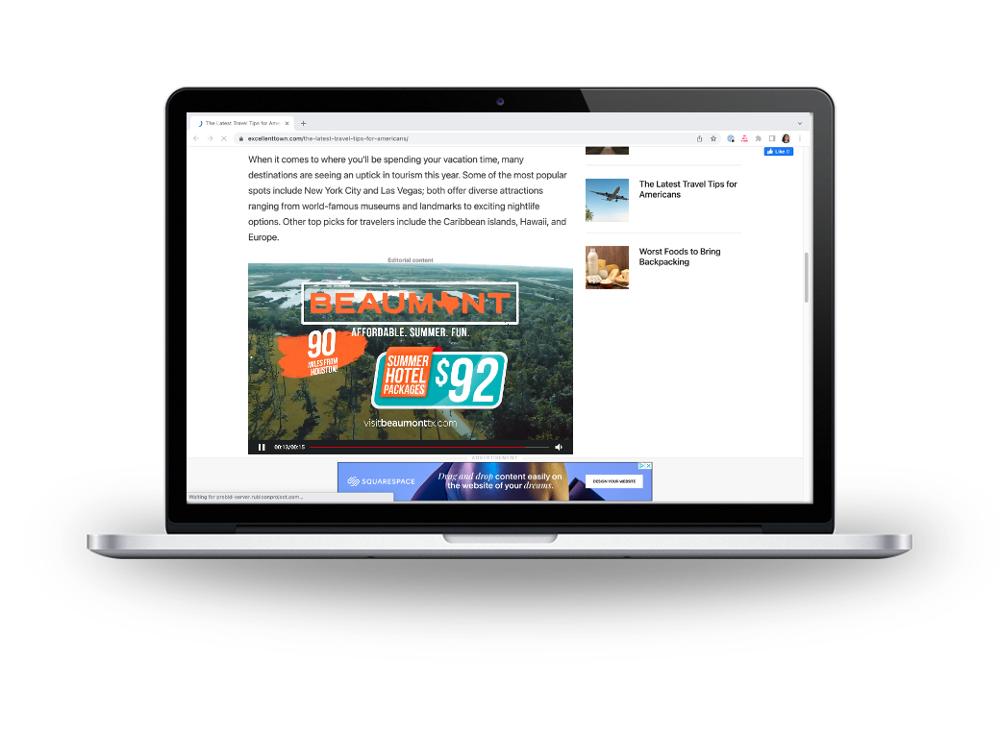 The Latest Travel Tips for Ame
excellenttown.com/the-latest-travel-tips-for-americans/
Like 0
When it comes to where you'll be spending your vacation time, many
destinations are seeing an uptick in tourism this year. Some of the most popular
spots include New York City and Las Vegas; both offer diverse attractions
ranging from world-famous museums and landmarks to exciting nightlife
options. Other top picks for travelers include the Caribbean islands, Hawaii, and
Europe.
The Latest Travel Tips for
Americans
Worst Foods to Bring
Backpacking
Editorial content
BEAUMONT
AFFORDABLE. SUMMER. FUN.
90
MILES FROM
HOUSTON!
SUMMER
HOTEL
PACKAGES
$92
visitbeaumonttx.com
00:13/00:15
ADVERTISEMENT
SQUARESPACE
Drag and drop content easily on
the website of your dreams.
DESIGN YOUR WEBSITE
Waiting for prebid-server.rubiconproject.com...